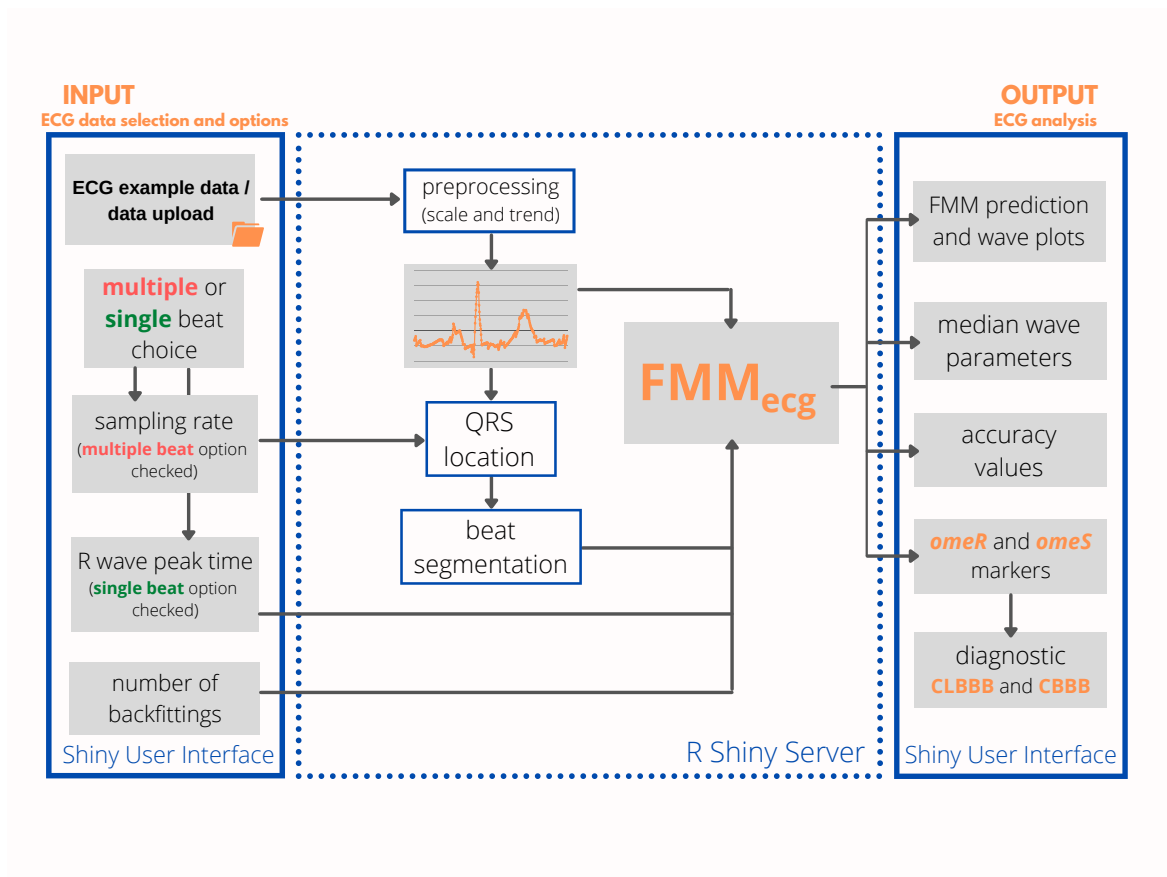 INPUT
ECG data selection and options
ECG example data /
data upload
multiple or
single beat
choice
sampling rate
(multiple beat option
checked)
R wave peak time
(single beat option
checked)
number of
backfittings
Shiny User Interface
preprocessing
(scale and trend)
QRS
location
beat
segmentation
FMMecg
R Shiny Server
OUTPUT
ECG analysis
FMM prediction
and wave plots
median wave
parameters
accuracy
values
omeR and omeS
markers
diagnostic
CLBBB and CBBB
Shiny User Interface